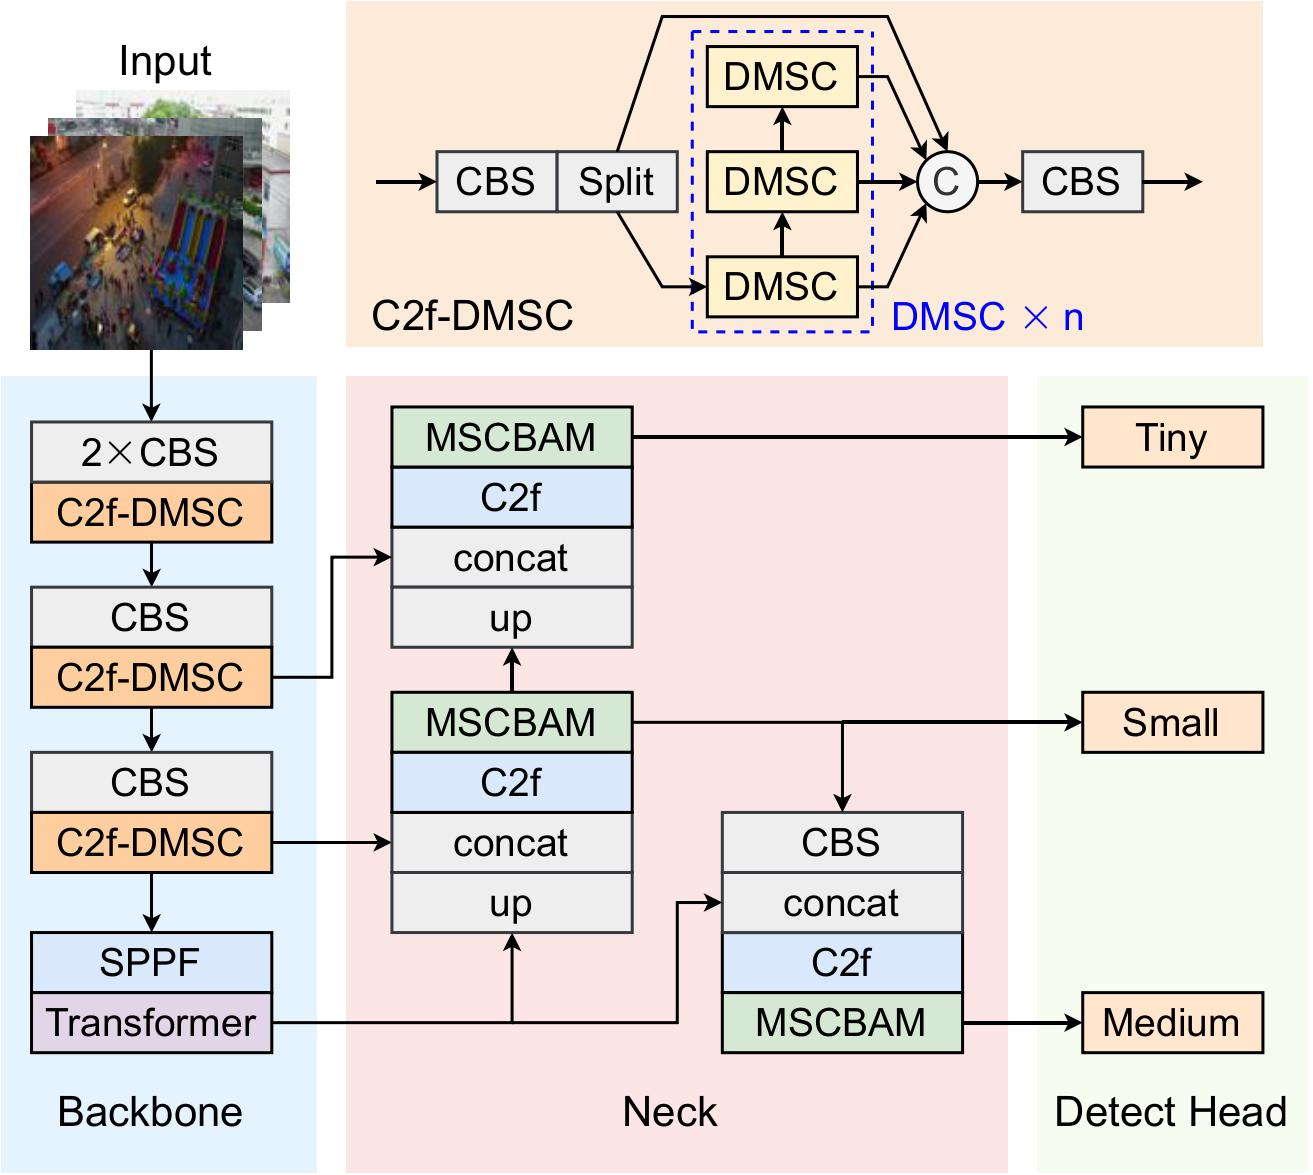 Input
CBS
Split
DMSC
DMSC
DMSC
C
CBS
C2f-DMSC
DMSC × n
2×CBS
C2f-DMSC
CBS
C2f-DMSC
CBS
C2f-DMSC
SPPF
Transformer
Backbone
MSCBAM
C2f
concat
up
MSCBAM
C2f
concat
up
CBS
concat
C2f
MSCBAM
Neck
Tiny
Small
Medium
Detect Head